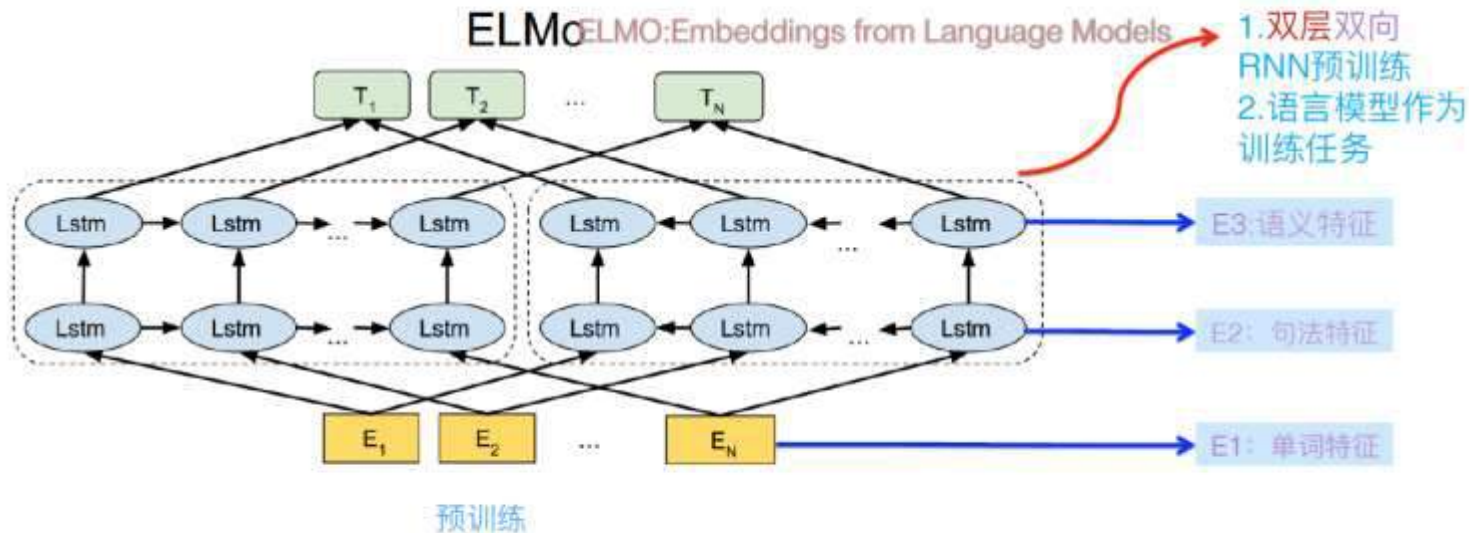 ELMo
ELMO:Embeddings from Language Models
1.双层双向
RNN预训练
2.语言模型作为
训练任务
T1 T2 ... TN
Lstm Lstm ... Lstm Lstm Lstm ... Lstm
E3:语义特征
Lstm Lstm ... Lstm Lstm Lstm ... Lstm
E2：句法特征
E1 E2 ... EN
E1：单词特征
预训练